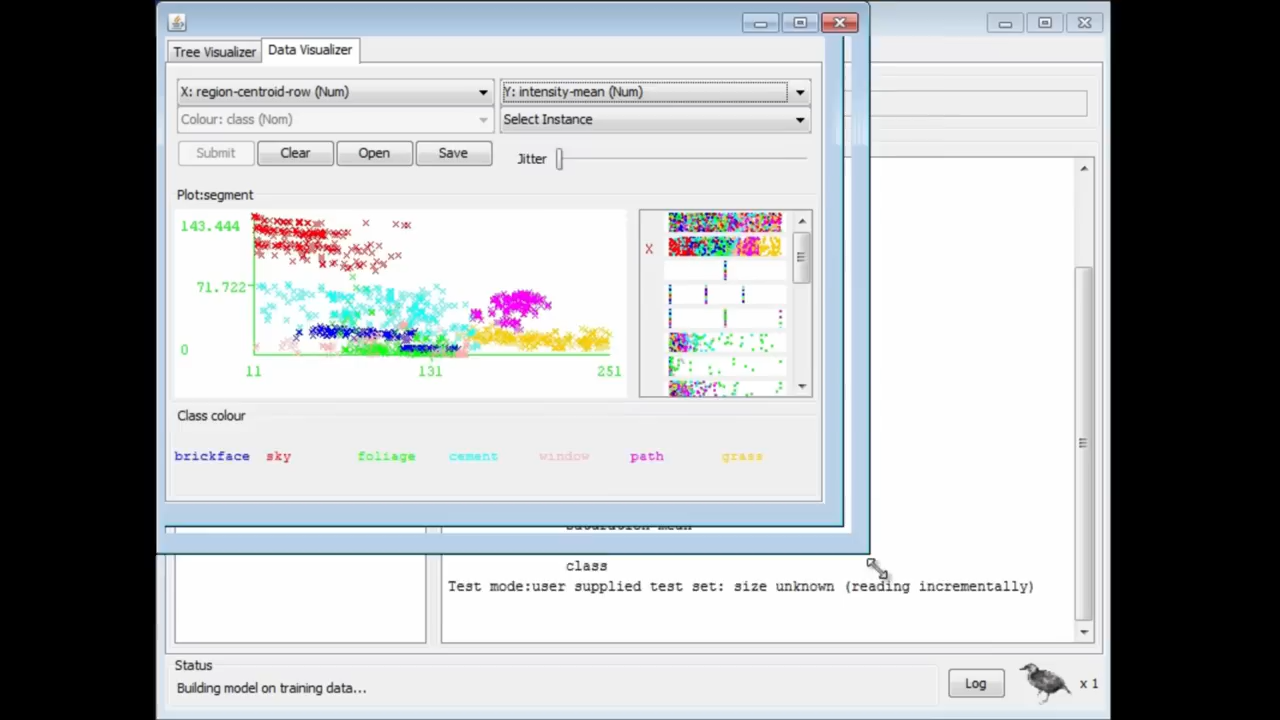 Tree Visualizer Data Visualizer
X: region-centroid-row (Num) Y: intensity-mean (Num)
Colour: class (Nom) Select Instance
Submit Clear Open Save Jitter
Plot:segment
143.444
71.722
0
11 131 251
X
Class colour
brickface sky foliage cement window path grass
saturation-mean
class
Test mode:user supplied test set: size unknown (reading incrementally)
Status
Building model on training data...
Log x 1